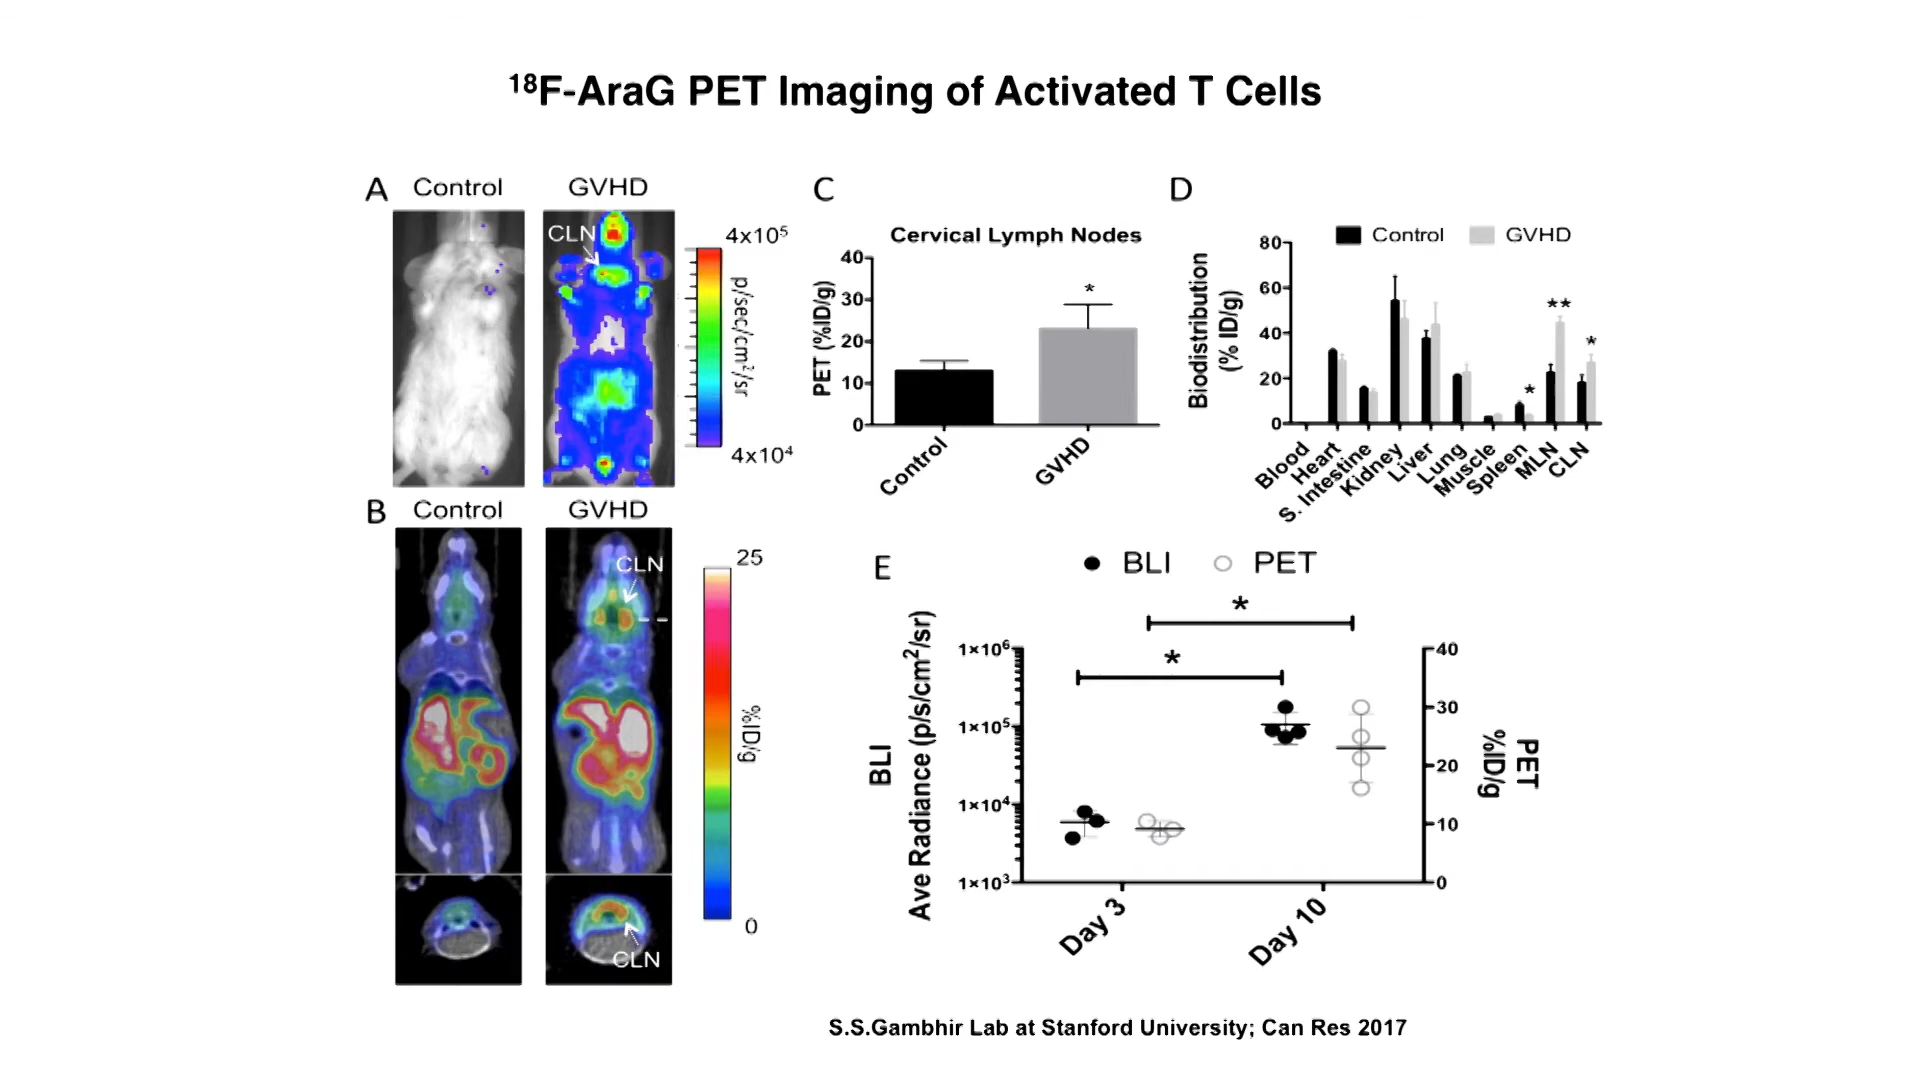 ¹⁸F-AraG PET Imaging of Activated T Cells
A
Control
GVHD
CLN
4x10⁵
p/sec/cm²/sr
4x10⁴
B
Control
GVHD
CLN
CLN
25
%ID/g
0
C
Cervical Lymph Nodes
PET (%ID/g)
40
30
20
10
0
*
Control
GVHD
D
Control
GVHD
Biodistribution
(% ID/g)
80
60
40
20
0
*
**
*
Blood
Heart
S. Intestine
Kidney
Liver
Lung
Muscle
Spleen
MLN
CLN
E
BLI
PET
*
*
BLI
Ave Radiance (p/s/cm²/sr)
1×10⁶
1×10⁵
1×10⁴
1×10³
40
30
20
10
0
PET
%ID/g
Day 3
Day 10
S.S.Gambhir Lab at Stanford University; Can Res 2017